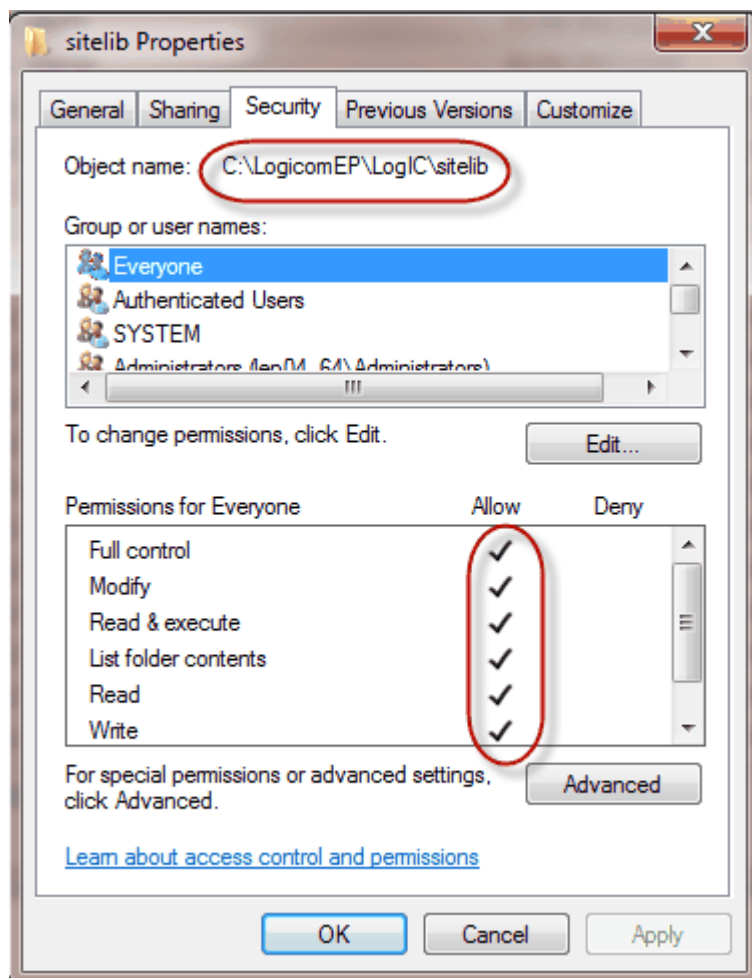 sitelib Properties
General Sharing Security Previous Versions Customize
Object name: C:\LogicomEP\LogIC\sitelib
Group or user names:
Everyone
Authenticated Users
SYSTEM
Administrators (lep04_64\Administrators)
To change permissions, click Edit.
Edit...
Permissions for Everyone Allow Deny
Full control
Modify
Read & execute
List folder contents
Read
Write
For special permissions or advanced settings,
click Advanced.
Advanced
Learn about access control and permissions
OK Cancel Apply